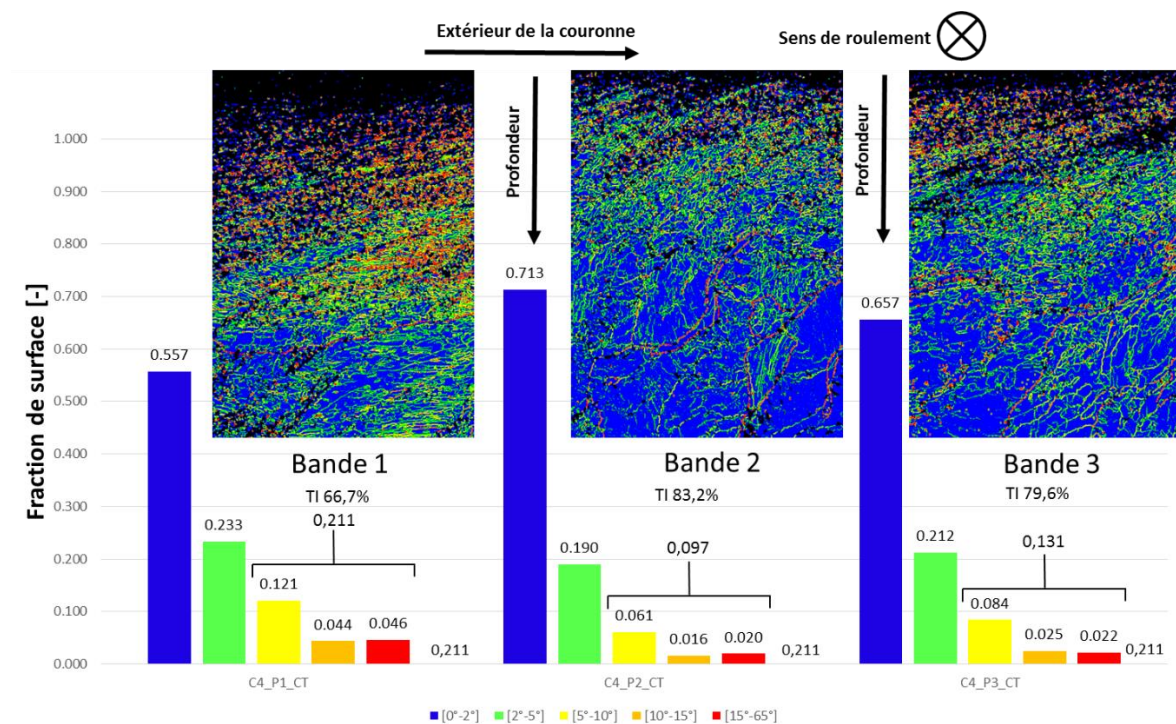 Extérieur de la couronne
Sens de roulement
Profondeur
Profondeur
Fraction de surface [-]
1.000
0.900
0.800
0.700
0.600
0.500
0.400
0.300
0.200
0.100
0.000
0.557
0.233
0.121
0.044
0.046
0,211
0.713
0.190
0.061
0.016
0.020
0,211
0.657
0.212
0.084
0.025
0.022
0,211
Bande 1
TI 66,7%
0,211
Bande 2
TI 83,2%
0,097
Bande 3
TI 79,6%
0,131
C4_P1_CT
C4_P2_CT
C4_P3_CT
[0°-2°]
[2°-5°]
[5°-10°]
[10°-15°]
[15°-65°]